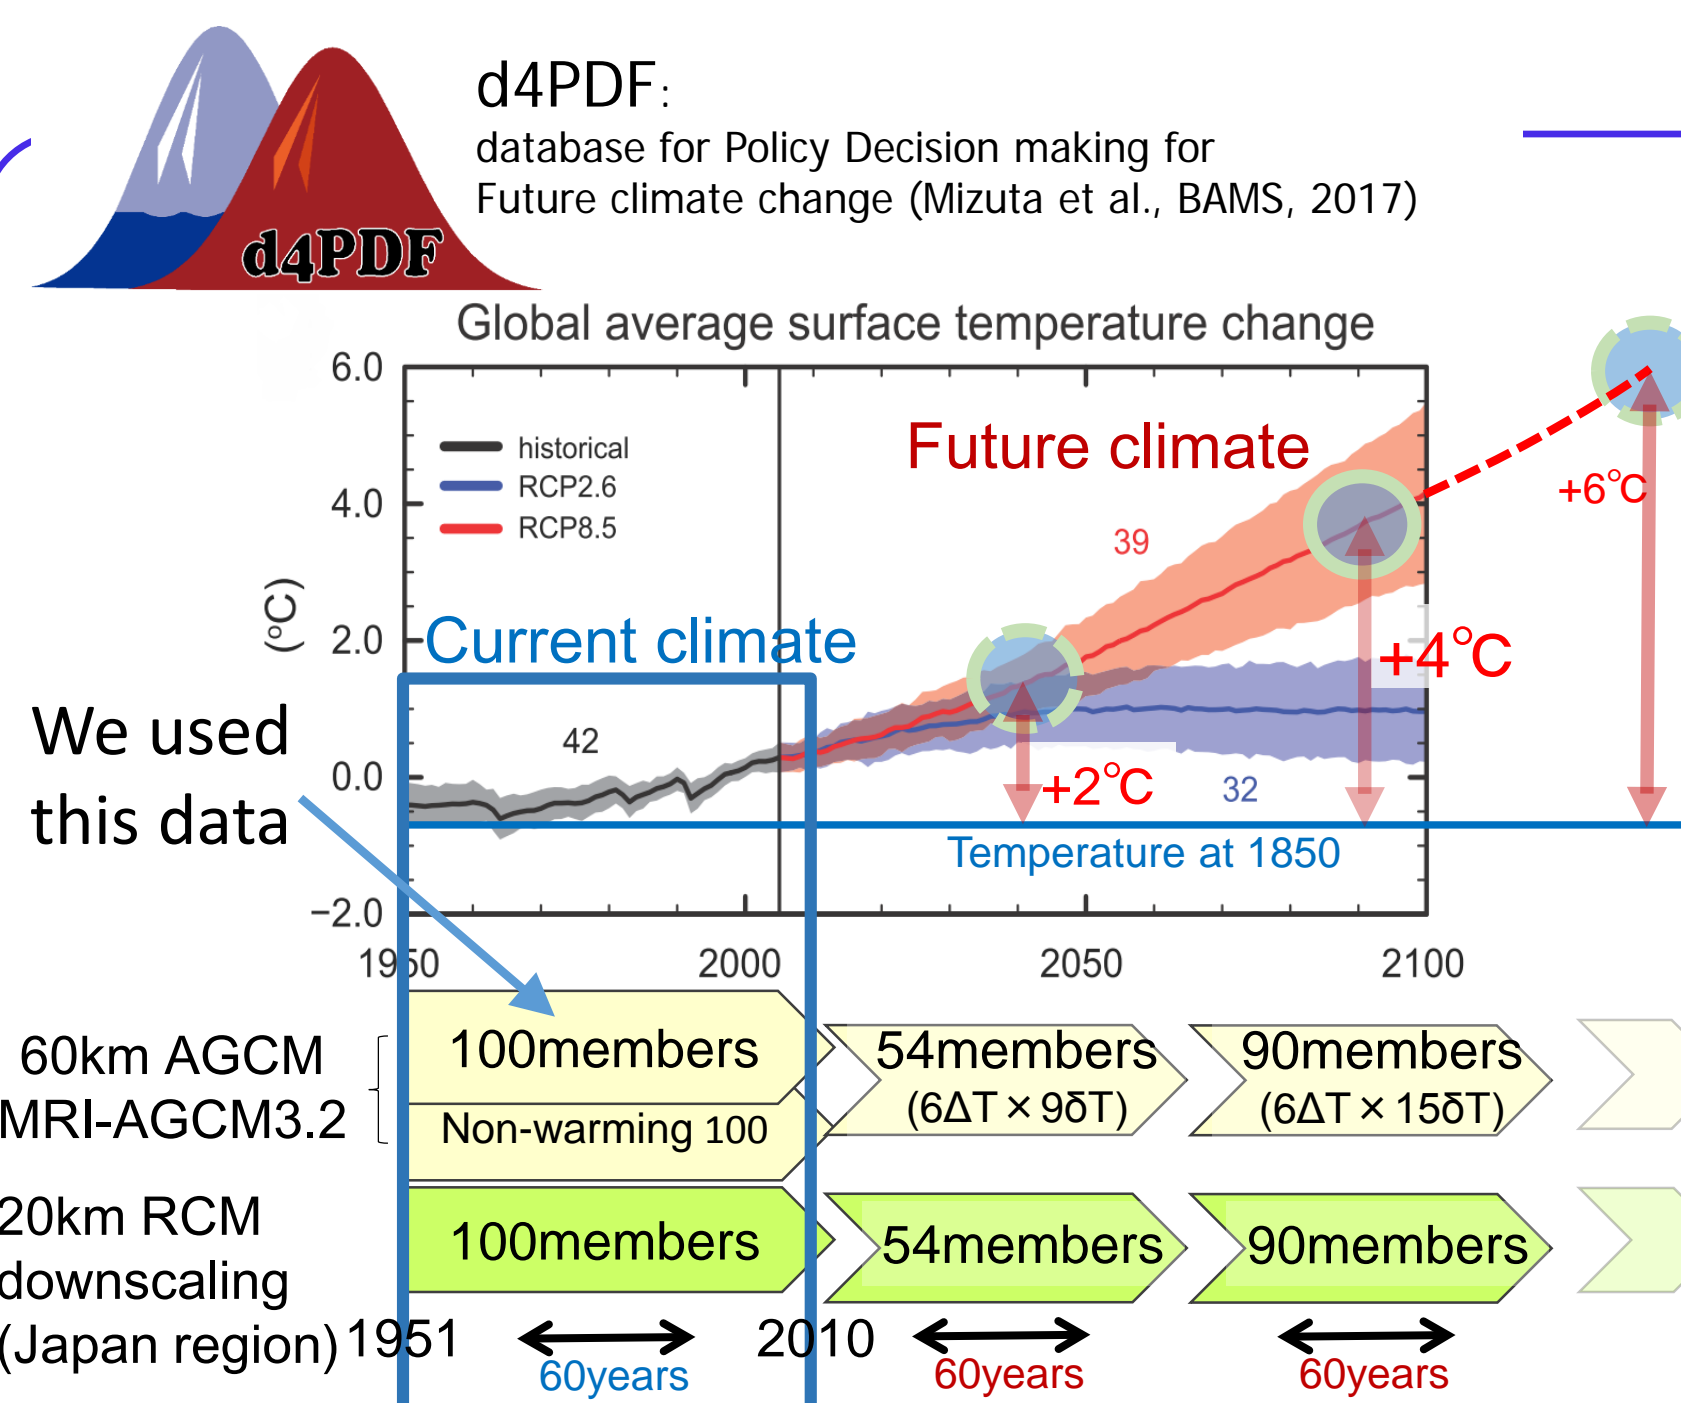 d4PDF:
database for Policy Decision making for
Future climate change (Mizuta et al., BAMS, 2017)
d4PDF
Global average surface temperature change
6.0
4.0
2.0
0.0
−2.0
(°C)
historical
RCP2.6
RCP8.5
Future climate
39
+6℃
Current climate
+4℃
We used
this data
42
+2℃
32
Temperature at 1850
1950
2000
2050
2100
60km AGCM
MRI-AGCM3.2
100members
54members
(6ΔT × 9δT)
90members
(6ΔT × 15δT)
Non-warming 100
20km RCM
downscaling
(Japan region)
100members
54members
90members
1951
2010
60years
60years
60years